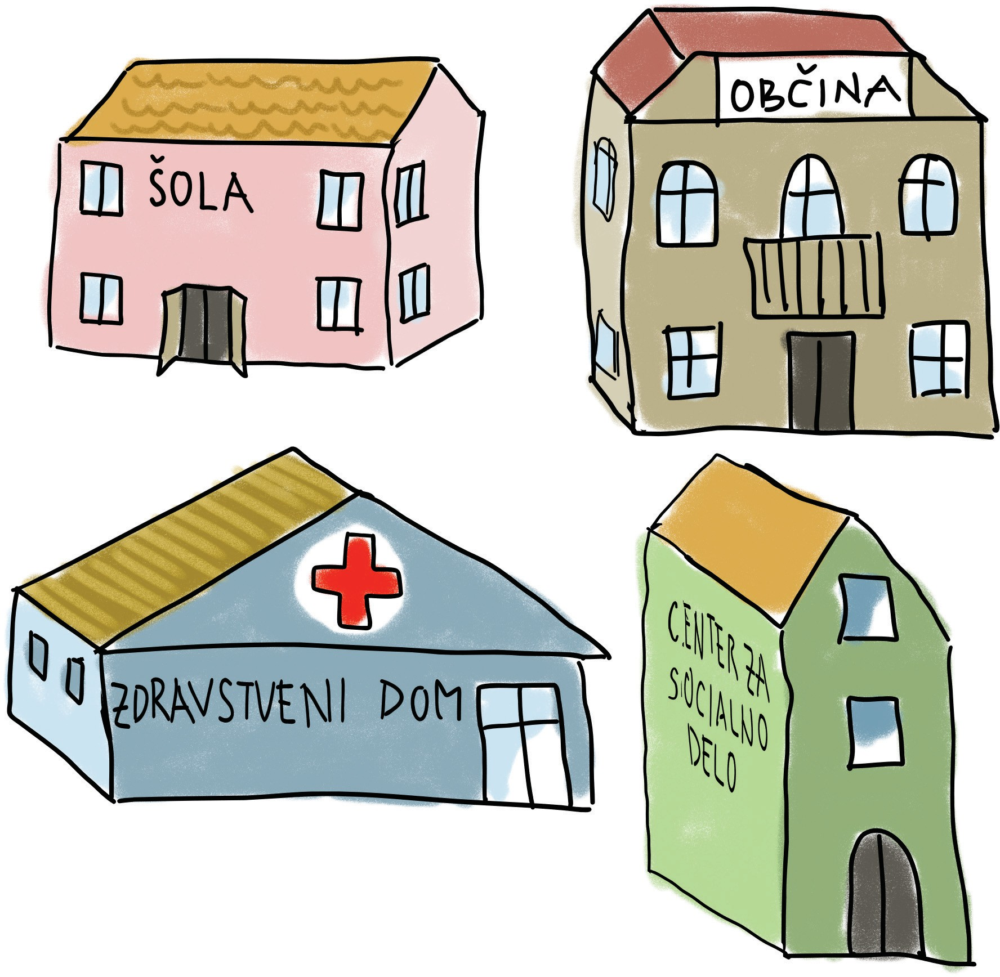 ŠOLA
OBČINA
ZDRAVSTVENI DOM
CENTER ZA
SOCIALNO
DELO